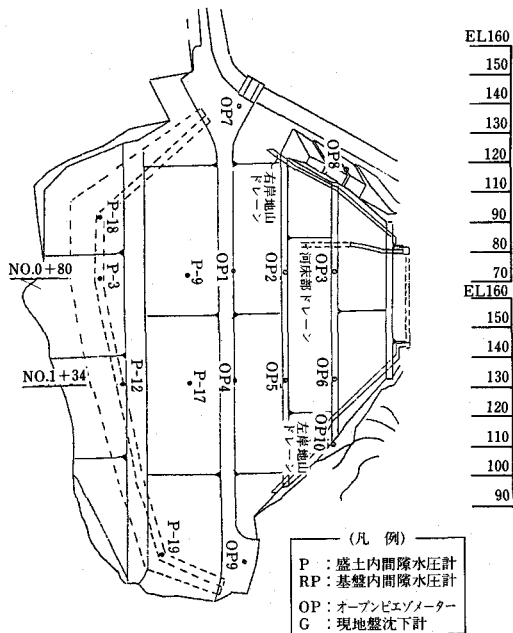 OP7
OP8
右岸地山
ドレーン
P-18
P-3
P-9
OP1
OP2
OP3
河床部ドレーン
NO.0+80
NO.1+34
P-12
P-17
OP4
OP5
OP6
OP10
左岸地山
ドレーン
P-19
OP9
EL160
150
140
130
120
110
90
80
70
EL160
150
140
130
120
110
100
90
(凡 例)
P : 盛土内間隙水圧計
RP : 基盤内間隙水圧計
OP : オープンピエゾメーター
G : 現地盤沈下計